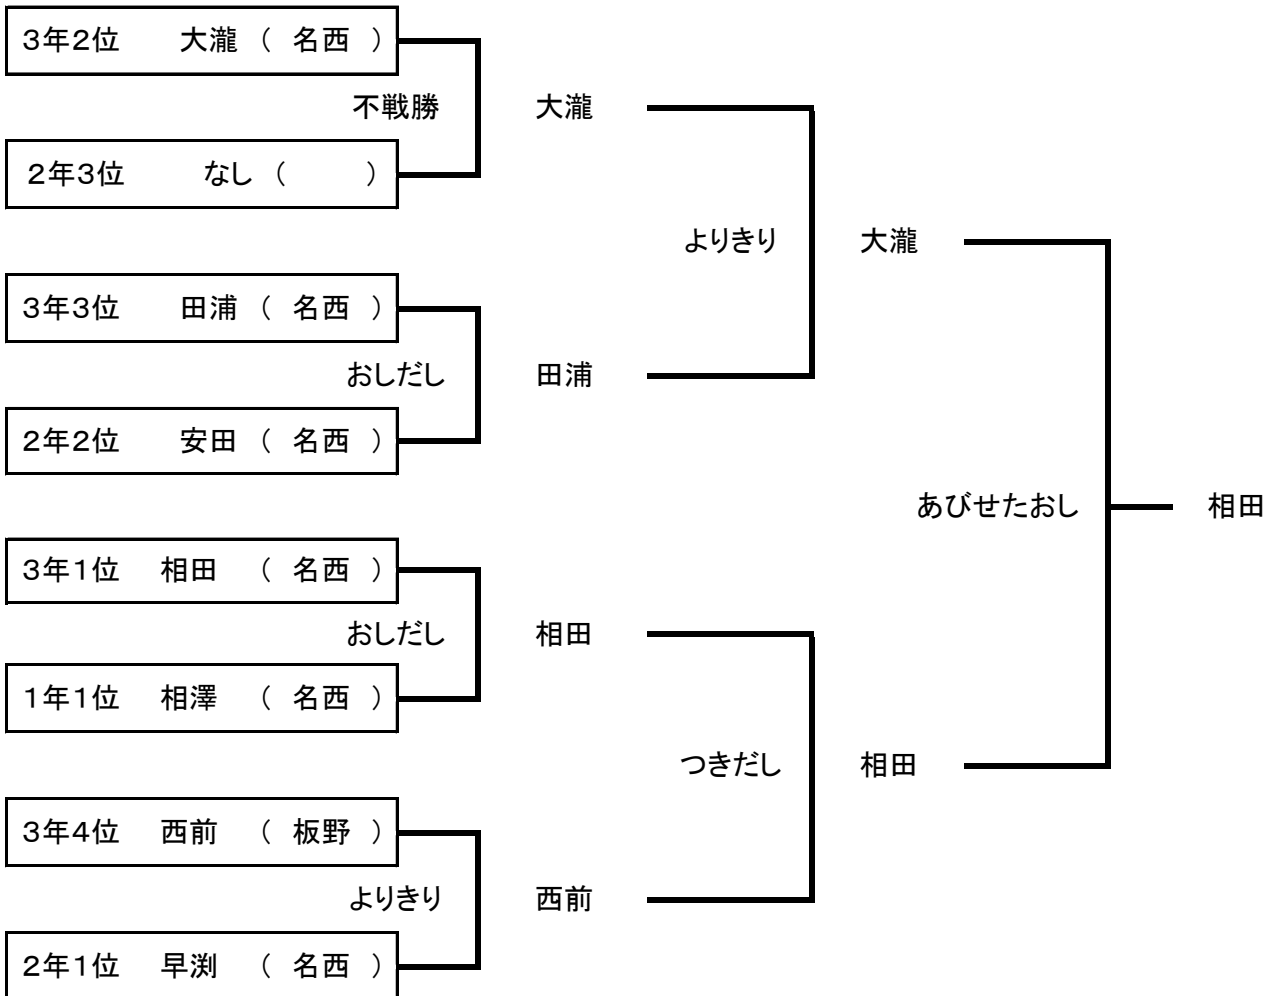 3年2位 大瀧 （ 名西 ）
不戦勝 大瀧
2年3位 なし （ ）
よりきり 大瀧
3年3位 田浦 （ 名西 ）
おしだし 田浦
2年2位 安田 （ 名西 ）
あびせたおし 相田
3年1位 相田 （ 名西 ）
おしだし 相田
1年1位 相澤 （ 名西 ）
つきだし 相田
3年4位 西前 （ 板野 ）
よりきり 西前
2年1位 早渕 （ 名西 ）